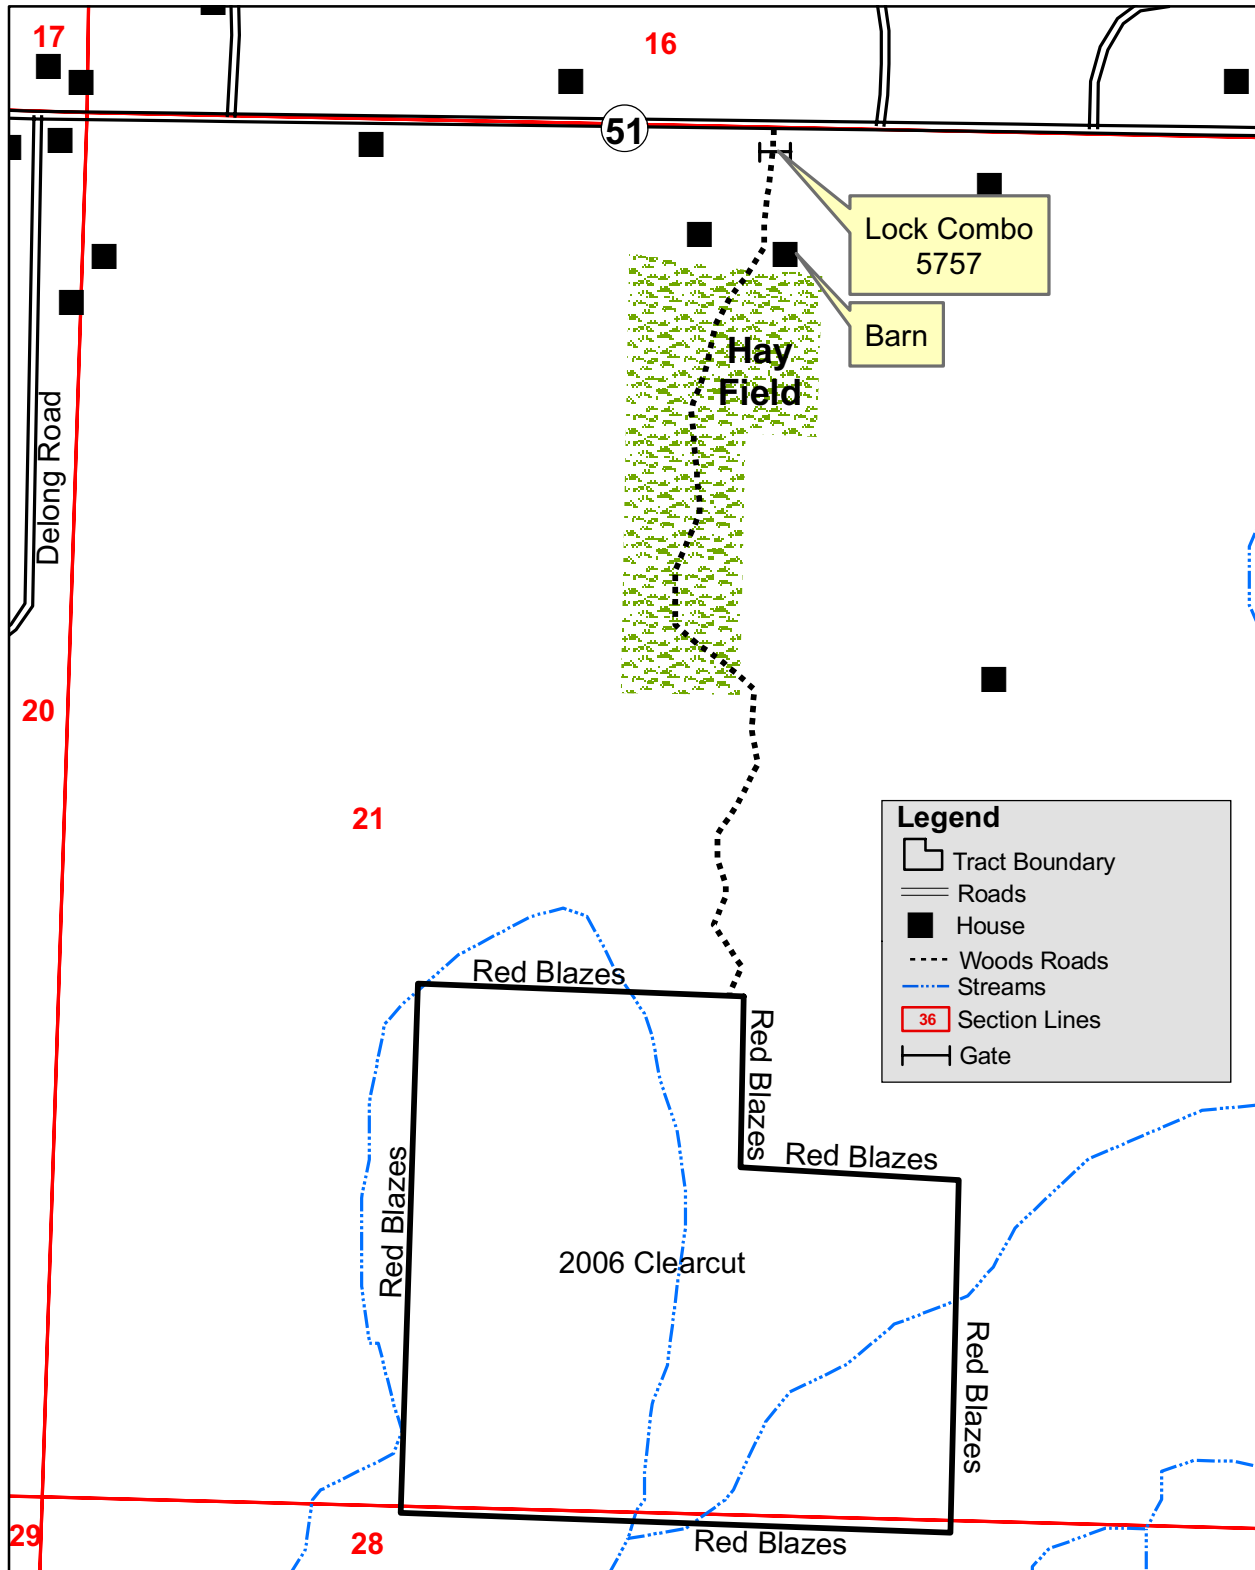 17
16
51
Lock Combo
5757
Barn
Hay
Field
Delong Road
20
21
Legend
Tract Boundary
Roads
House
Woods Roads
Streams
36 Section Lines
Gate
Red Blazes
Red Blazes
Red Blazes
Red Blazes
2006 Clearcut
Red Blazes
Red Blazes
29
28